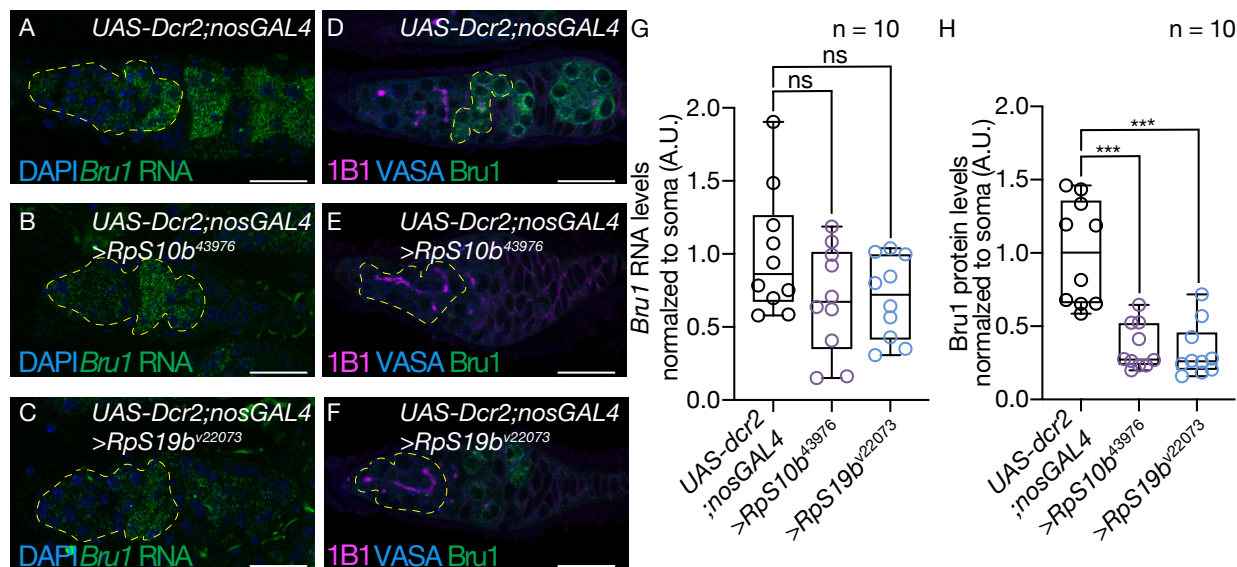 A UAS-Dcr2;nosGAL4
DAPI Bru1 RNA
B UAS-Dcr2;nosGAL4
>RpS10b43976
DAPI Bru1 RNA
C UAS-Dcr2;nosGAL4
>RpS19bv22073
DAPI Bru1 RNA
D UAS-Dcr2;nosGAL4
1B1 VASA Bru1
E UAS-Dcr2;nosGAL4
>RpS10b43976
1B1 VASA Bru1
F UAS-Dcr2;nosGAL4
>RpS19bv22073
1B1 VASA Bru1
G n = 10
ns
ns
Bru1 RNA levels
normalized to soma (A.U.)
2.0
1.5
1.0
0.5
0.0
UAS-dcr2
;nosGAL4
>RpS10b43976
>RpS19bv22073
H n = 10
***
***
Bru1 protein levels
normalzed to soma (A.U.)
2.0
1.5
1.0
0.5
0.0
UAS-dcr2
;nosGAL4
>RpS10b43976
>RpS19bv22073